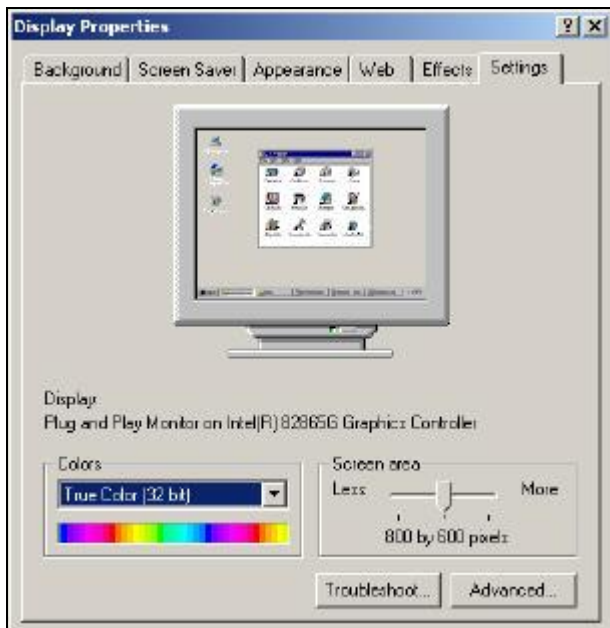 Display Properties
Background Screen Saver Appearance Web Effects Settings
Display:
Plug and Play Monitor on Intel(R) 82865G Graphics Controller
Colors
True Color (32 bit)
Screen area
Less More
800 by 600 pixels
Troubleshoot... Advanced...